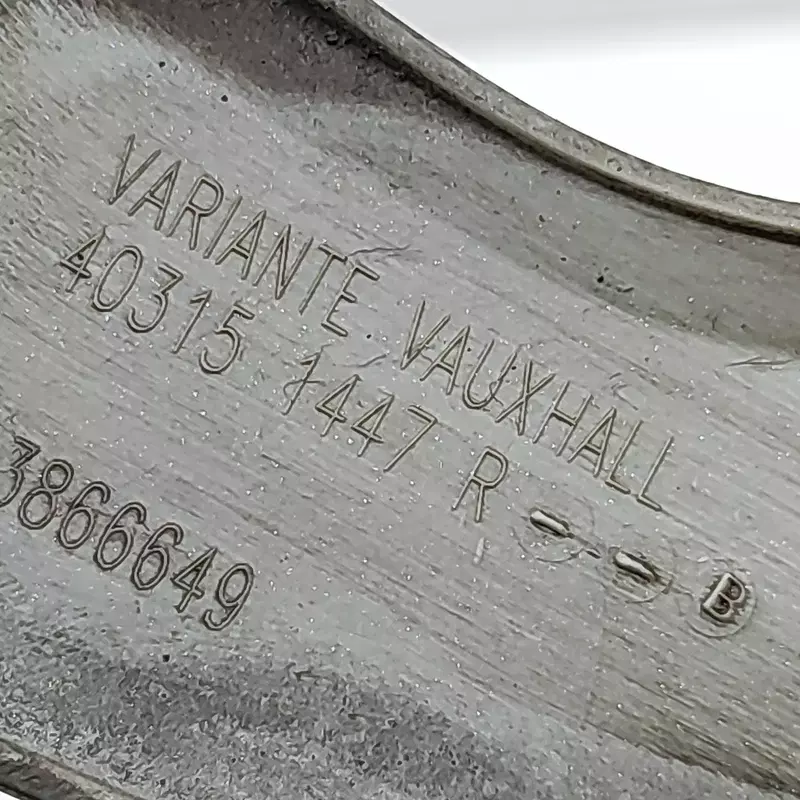 VARIANTE VAUXHALL
40315 1447 R - - B
3866649